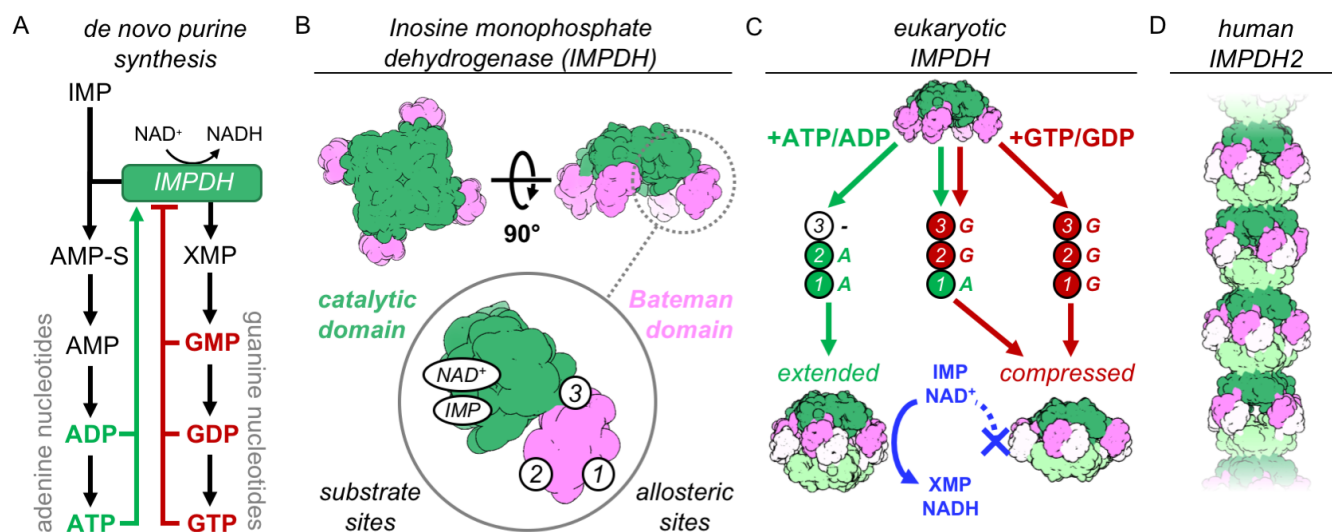 A
de novo purine
synthesis
IMP
NAD⁺ NADH
IMPDH
AMP-S
XMP
AMP
GMP
ADP
GDP
ATP
GTP
adenine nucleotides
guanine nucleotides
B
Inosine monophosphate
dehydrogenase (IMPDH)
90°
catalytic
domain
Bateman
domain
NAD⁺
IMP
3
2
1
substrate
sites
allosteric
sites
C
eukaryotic
IMPDH
+ATP/ADP
+GTP/GDP
3 - 3 G 3 G
2 A 2 G 2 G
1 A 1 A 1 G
extended
compressed
IMP
NAD⁺
XMP
NADH
D
human
IMPDH2